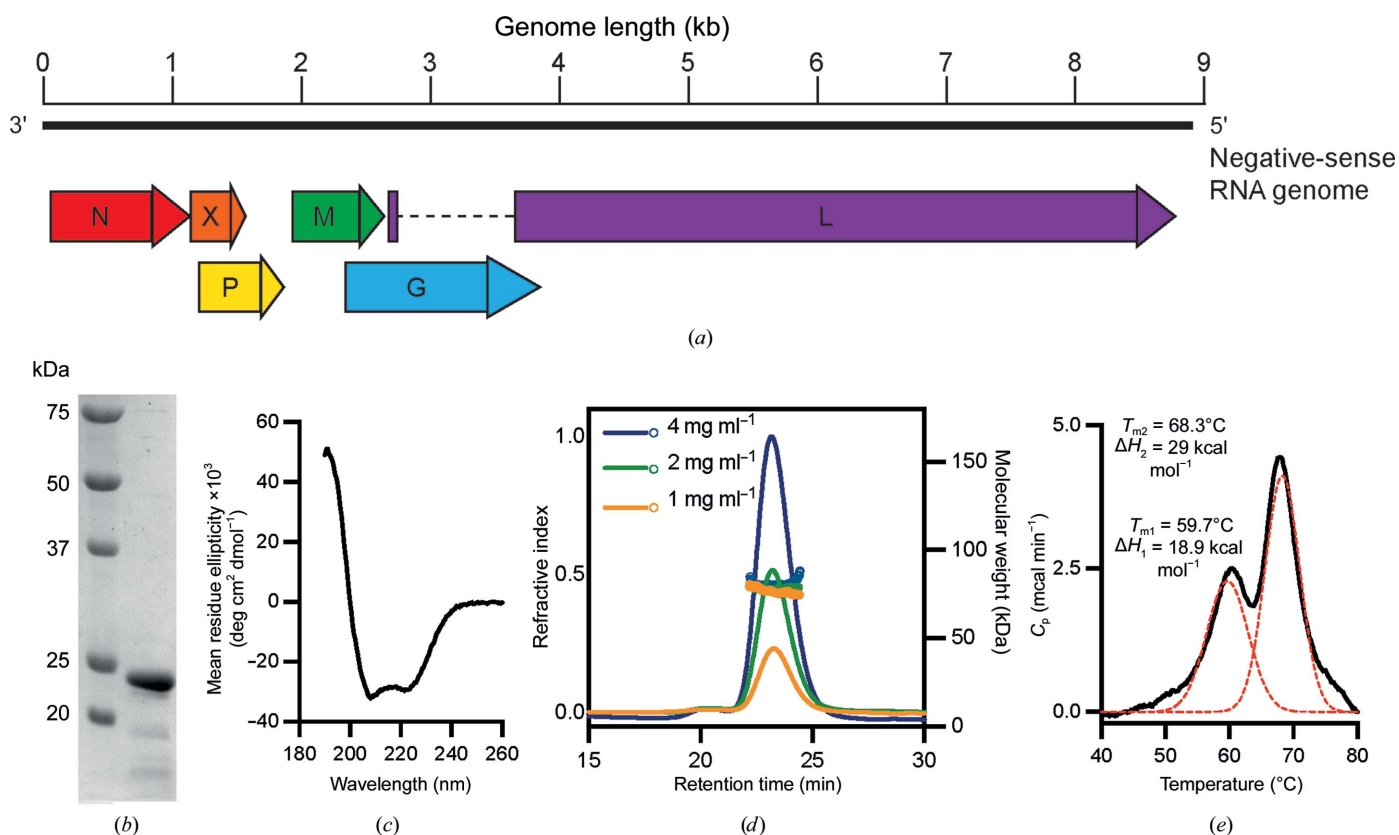 Genome length (kb)
0 1 2 3 4 5 6 7 8 9
3' 5'
Negative-sense
RNA genome
N X M L
P G
(a)
kDa
75
50
37
25
20
(b)
Mean residue ellipticity ×10³
(deg cm² dmol⁻¹)
60
40
20
0
−20
−40
180 200 220 240 260
Wavelength (nm)
(c)
Refractive index
1.0
0.5
0.0
4 mg ml⁻¹
2 mg ml⁻¹
1 mg ml⁻¹
150
100
50
0
Molecular weight (kDa)
15 20 25 30
Retention time (min)
(d)
Cp (mcal min⁻¹)
5.0
2.5
0.0
Tm2 = 68.3°C
ΔH2 = 29 kcal
mol⁻¹
Tm1 = 59.7°C
ΔH1 = 18.9 kcal
mol⁻¹
40 50 60 70 80
Temperature (°C)
(e)